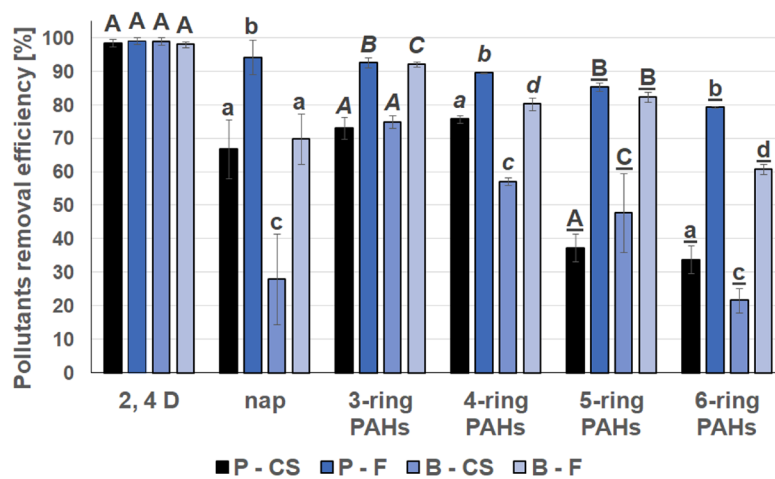 Pollutants removal efficiency [%]
100
90
80
70
60
50
40
30
20
10
0
A A A A
a b c a
A B A C
a b c d
A B C B
a b c d
2, 4 D
nap
3-ring
PAHs
4-ring
PAHs
5-ring
PAHs
6-ring
PAHs
P - CS P - F B - CS B - F